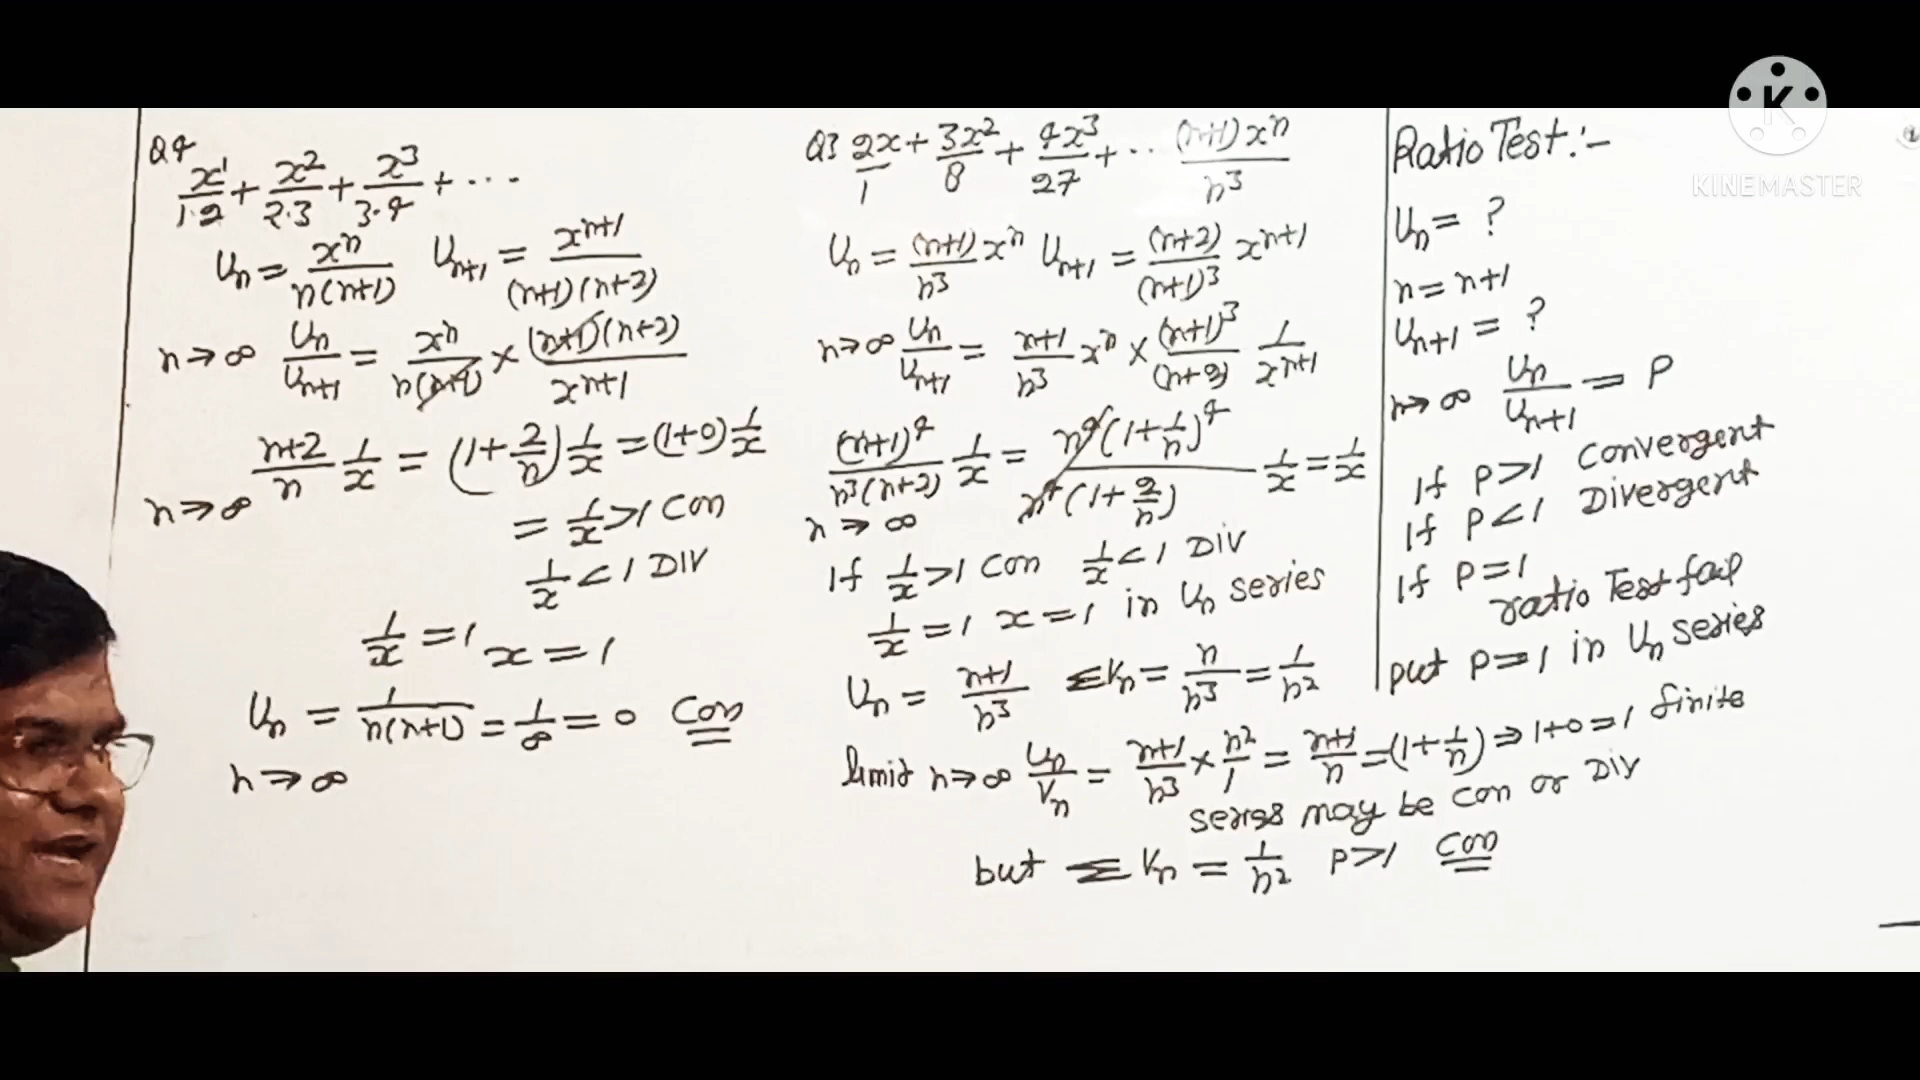 Q4
x¹/1·2 + x²/2·3 + x³/3·4 + ···
Un = xⁿ/n(n+1)   Un+1 = xⁿ⁺¹/(n+1)(n+2)
n→∞ Un/Un+1 = xⁿ/n(n+1) × (n+1)(n+2)/xⁿ⁺¹
n+2/n 1/x = (1+2/n) 1/x = (1+0) 1/x
n→∞
= 1/x >1 Con
1/x <1 DIV
1/x = 1 x = 1
Un = 1/n(n+1) = 1/∞ = 0 Con
n→∞
Q3 2x/1 + 3x²/8 + 4x³/27 + ··· (n+1)xⁿ/n³
Un = (n+1)/n³ xⁿ Un+1 = (n+2)/(n+1)³ xⁿ⁺¹
n→∞ Un/Un+1 = n+1/n³ xⁿ × (n+1)³/(n+2) 1/xⁿ⁺¹
(n+1)⁴/n³(n+2) 1/x = n⁴(1+1/n)⁴/n⁴(1+2/n) 1/x = 1/x
n→∞
If 1/x >1 Con 1/x <1 DIV
1/x = 1 x = 1 in Un series
Un = n+1/n³ ΣVn = n/n³ = 1/n²
limit n→∞ Un/Vn = n+1/n³ × n²/1 = n+1/n = (1+1/n) ⇒ 1+0 = 1 finite
series may be con or DIV
but ΣVn = 1/n² P>1 Con
Ratio Test:-
Un = ?
n = n+1
Un+1 = ?
n→∞ Un/Un+1 = P
If P>1 Convergent
If P<1 Divergent
If P=1
ratio Test fail
put P=1 in Un series
K
KINEMASTER